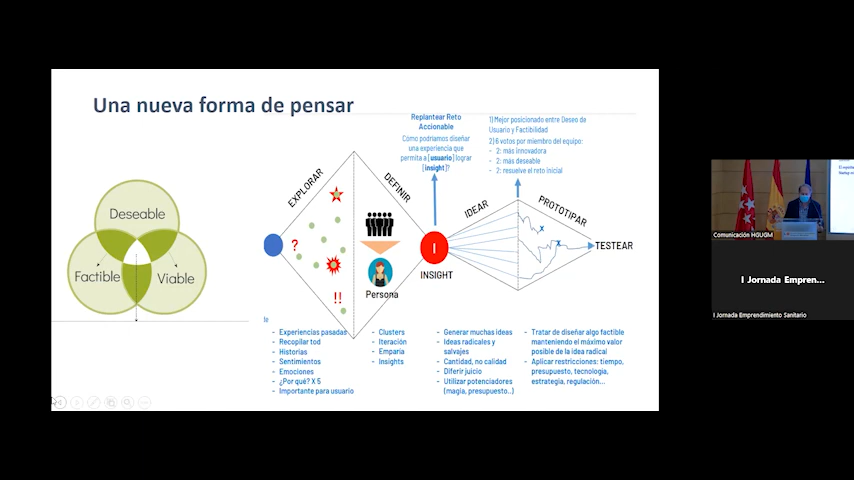 Una nueva forma de pensar
Deseable
Factible
Viable
EXPLORAR
DEFINIR
?
!!
Persona
I
INSIGHT
Replantear Reto
Accionable
Cómo podríamos diseñar
una experiencia que
permita a [usuario] lograr
[insight]?
1) Mejor posicionado entre Deseo de
Usuario y Factibilidad
2) 6 votos por miembro del equipo:
- 2: más innovadora
- 2: más deseable
- 2: resuelve el reto inicial
IDEAR
PROTOTIPAR
x
x
TESTEAR
- Experiencias pasadas
- Recopilar tod
- Historias
- Sentimientos
- Emociones
- ¿Por qué? X 5
- Importante para usuario
- Clusters
- Iteración
- Emparía
- Insights
- Generar muchas ideas
- Ideas radicales y
salvajes
- Cantidad, no calidad
- Diferir juicio
- Utilizar potenciadores
(magia, presupuesto..)
- Tratar de diseñar algo factible
manteniendo el máximo valor
posible de la idea radical
- Aplicar restricciones: tiempo,
presupuesto, tecnología,
estrategia, regulación...
Comunicación HGUGM
I Jornada Empren...
I Jornada Emprendimiento Sanitario